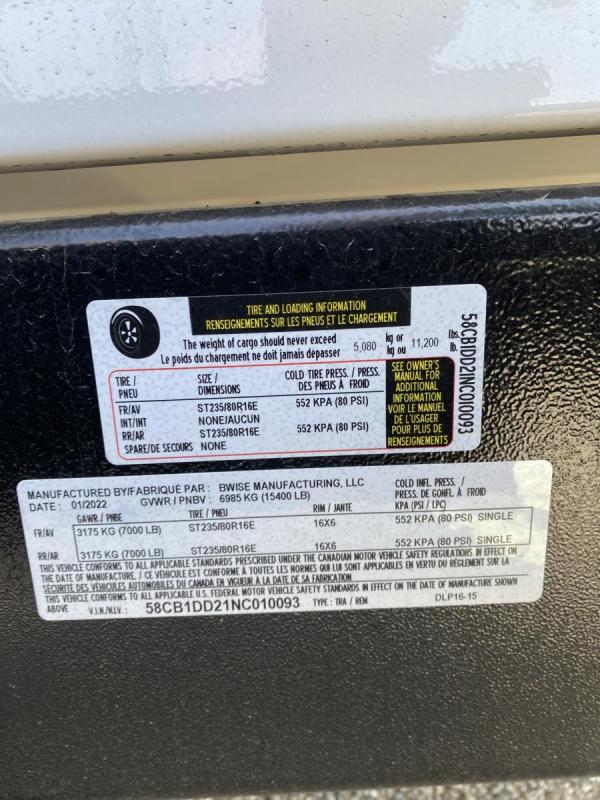 TIRE AND LOADING INFORMATION
RENSEIGNEMENTS SUR LES PNEUS ET LE CHARGEMENT
The weight of cargo should never exceed 5,080 kg or 11,200 lbs.
Le poids du chargement ne doit jamais dépasser kg ou lb.
TIRE / PNEU SIZE / DIMENSIONS COLD TIRE PRESS. / PRESS. DES PNEUS À FROID
FR/AV ST235/80R16E 552 KPA (80 PSI)
INT/INT NONE/AUCUN
RR/AR ST235/80R16E 552 KPA (80 PSI)
SPARE/DE SECOURS NONE
SEE OWNER'S
MANUAL FOR
ADDITIONAL
INFORMATION
VOIR LE MANUEL
DE L'USAGER
POUR PLUS DE
RENSEIGNEMENTS
58CB1DD21NC010093
MANUFACTURED BY/FABRIQUÉ PAR : BWISE MANUFACTURING, LLC
DATE : 01/2022 GVWR / PNBV : 6985 KG (15400 LB)
COLD INFL. PRESS. /
PRESS. DE GONFL. À FROID
GAWR / PNBE TIRE / PNEU RIM / JANTE KPA (PSI / LPC)
FR/AV 3175 KG (7000 LB) ST235/80R16E 16X6 552 KPA (80 PSI) SINGLE
RR/AR 3175 KG (7000 LB) ST235/80R16E 16X6 552 KPA (80 PSI) SINGLE
THIS VEHICLE CONFORMS TO ALL APPLICABLE STANDARDS PRESCRIBED UNDER THE CANADIAN MOTOR VEHICLE SAFETY REGULATIONS IN EFFECT ON
THE DATE OF MANUFACTURE / CE VÉHICULE EST CONFORME À TOUTES LES NORMES QUI LUI SONT APPLICABLES EN VERTU DU RÈGLEMENT SUR LA
SÉCURITÉ DES VÉHICULES AUTOMOBILES DU CANADA EN VIGUEUR À LA DATE DE SA FABRICATION
THIS VEHICLE CONFORMS TO ALL APPLICABLE U.S. FEDERAL MOTOR VEHICLE SAFETY STANDARDS IN EFFECT ON THE DATE OF MANUFACTURE SHOWN
ABOVE V.I.N./N.I.V.: 58CB1DD21NC010093 TYPE : TRA / REM DLP16-15